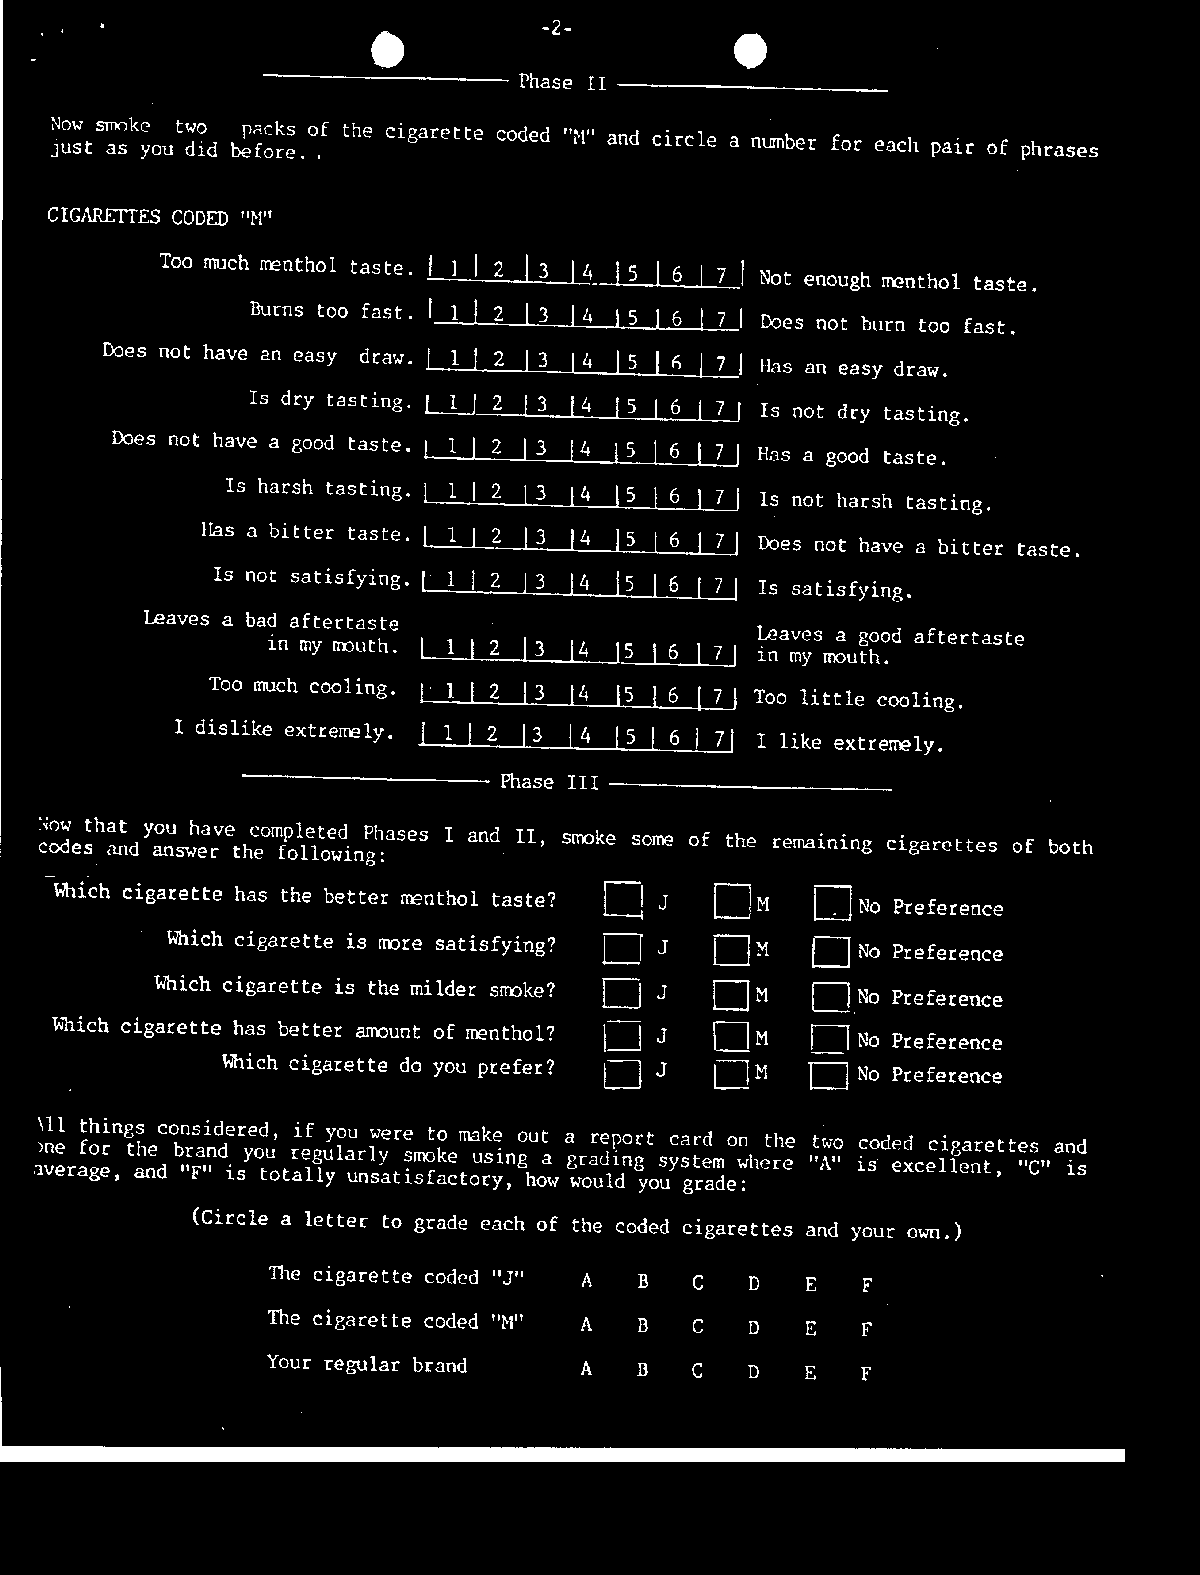 -2-
Phase II
Now smoke two packs of the cigarette coded "M" and circle a number for each pair of phrases
just as you did before.
CIGARETTES CODED "M"
Too much menthol taste. 1 2 3 4 5 6 7 Not enough menthol taste.
Burns too fast. 1 2 3 4 5 6 7 Does not burn too fast.
Does not have an easy draw. 1 2 3 4 5 6 7 Has an easy draw.
Is dry tasting. 1 2 3 4 5 6 7 Is not dry tasting.
Does not have a good taste. 1 2 3 4 5 6 7 Has a good taste.
Is harsh tasting. 1 2 3 4 5 6 7 Is not harsh tasting.
Has a bitter taste. 1 2 3 4 5 6 7 Does not have a bitter taste.
Is not satisfying. 1 2 3 4 5 6 7 Is satisfying.
Leaves a bad aftertaste Leaves a good aftertaste
in my mouth. 1 2 3 4 5 6 7 in my mouth.
Too much cooling. 1 2 3 4 5 6 7 Too little cooling.
I dislike extremely. 1 2 3 4 5 6 7 I like extremely.
Phase III
Now that you have completed Phases I and II, smoke some of the remaining cigarettes of both
codes and answer the following:
Which cigarette has the better menthol taste? J M No Preference
Which cigarette is more satisfying? J M No Preference
Which cigarette is the milder smoke? J M No Preference
Which cigarette has better amount of menthol? J M No Preference
Which cigarette do you prefer? J M No Preference
All things considered, if you were to make out a report card on the two coded cigarettes and
one for the brand you regularly smoke using a grading system where "A" is excellent, "C" is
average, and "F" is totally unsatisfactory, how would you grade:
(Circle a letter to grade each of the coded cigarettes and your own.)
The cigarette coded "J" A B C D E F
The cigarette coded "M" A B C D E F
Your regular brand A B C D E F